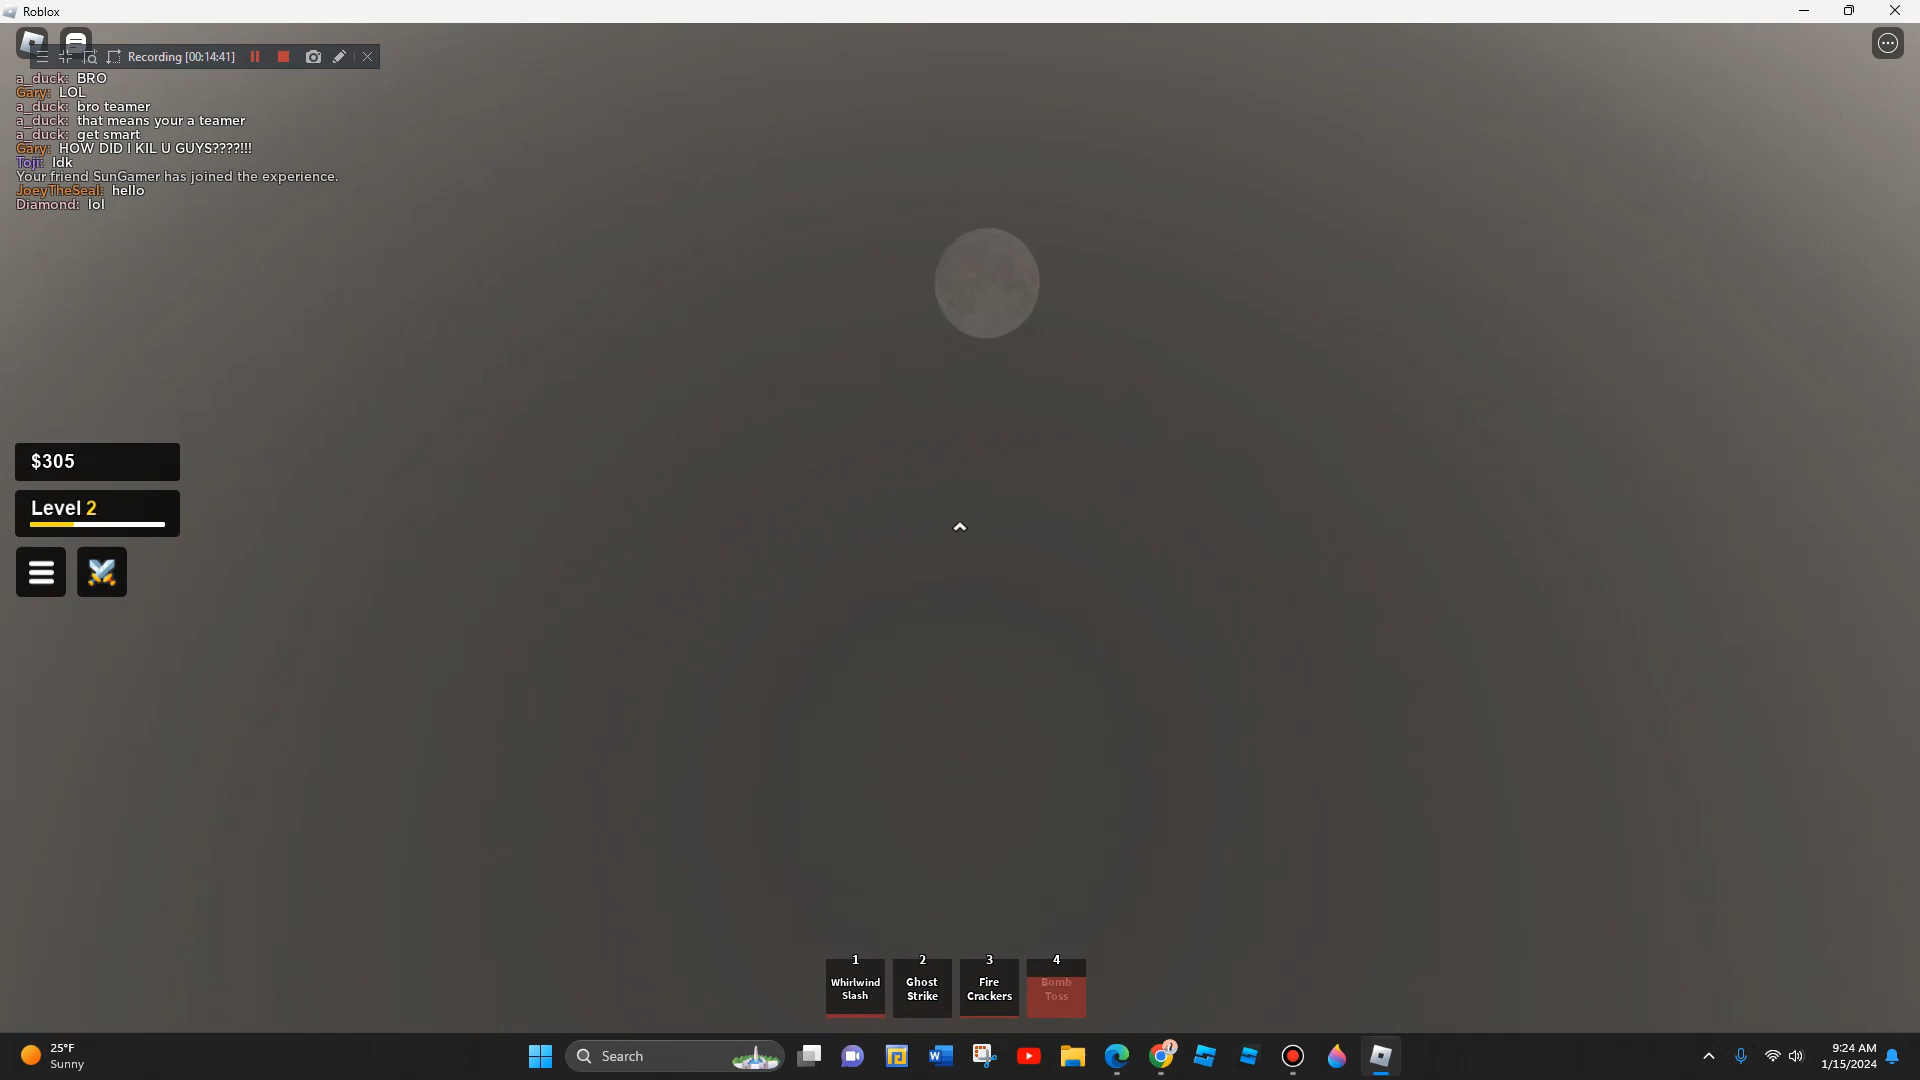 Roblox
Recording [00:14:41]
a_duck: BRO
Gary: LOL
a_duck: bro teamer
a_duck: that means your a teamer
a_duck: get smart
Gary: HOW DID I KIL U GUYS????!!!
Toji: Idk
Your friend SunGamer has joined the experience.
JoeyTheSeal: hello
Diamond: lol
$305
Level 2
1 2 3 4
Whirlwind Slash
Ghost Strike
Fire Crackers
Bomb Toss
25°F
Sunny
Search
9:24 AM
1/15/2024